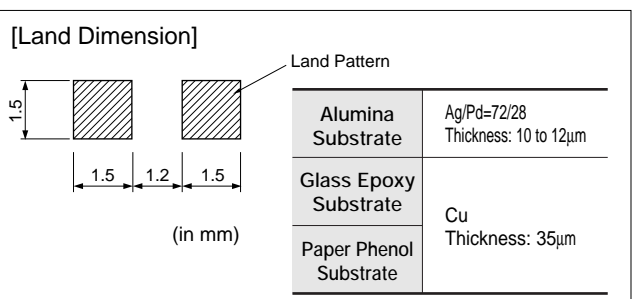 [Land Dimension]
Land Pattern
1.5
1.5
1.2
1.5
(in mm)
Alumina
Substrate
Ag/Pd=72/28
Thickness: 10 to 12μm
Glass Epoxy
Substrate
Cu
Thickness: 35μm
Paper Phenol
Substrate